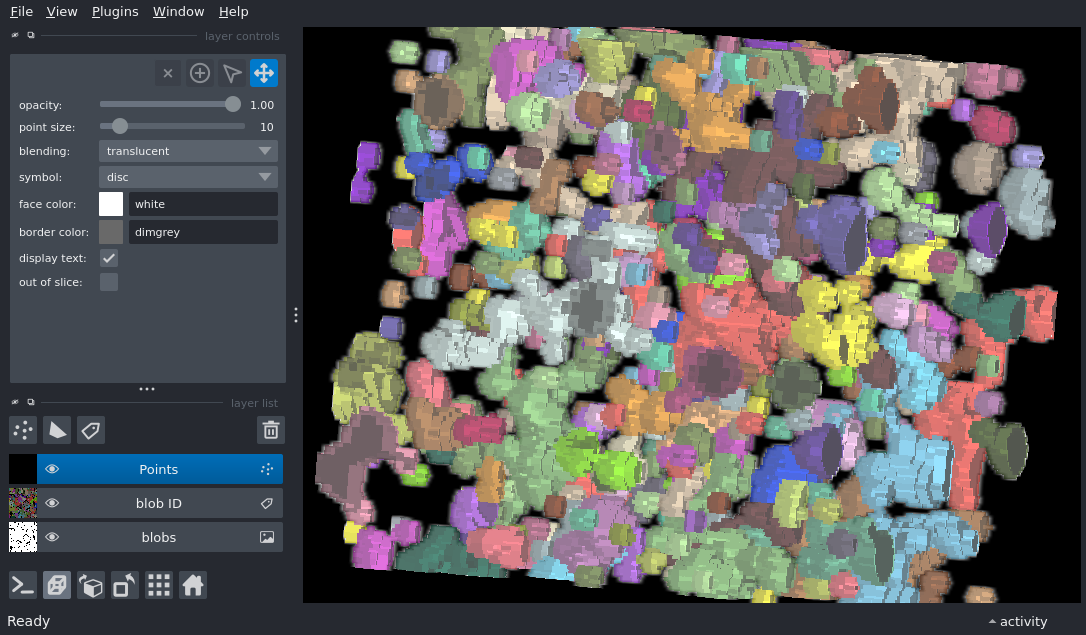 File View Plugins Window Help
layer controls
opacity: 1.00
point size: 10
blending: translucent
symbol: disc
face color: white
border color: dimgrey
display text:
out of slice:
layer list
Points
blob ID
blobs
Ready
activity